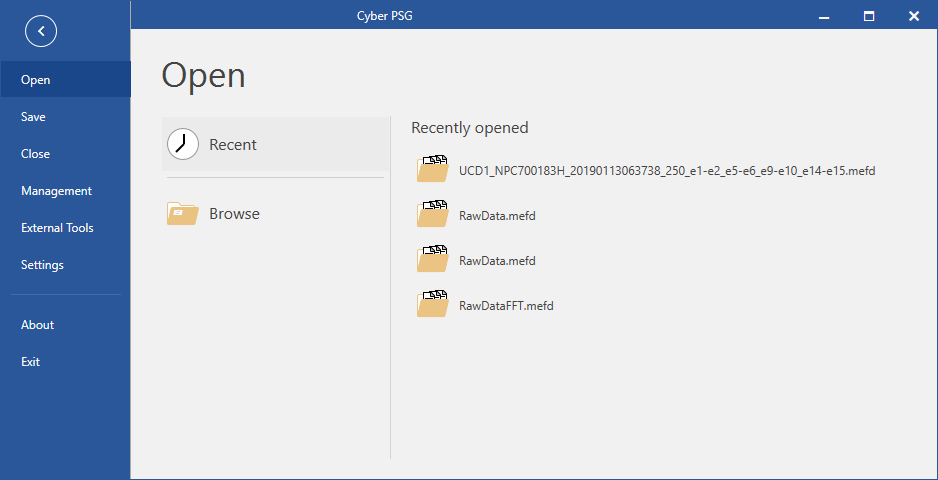 Cyber PSG
Open
Save
Close
Management
External Tools
Settings
About
Exit
Open
Recent
Browse
Recently opened
UCD1_NPC700183H_20190113063738_250_e1-e2_e5-e6_e9-e10_e14-e15.mefd
RawData.mefd
RawData.mefd
RawDataFFT.mefd